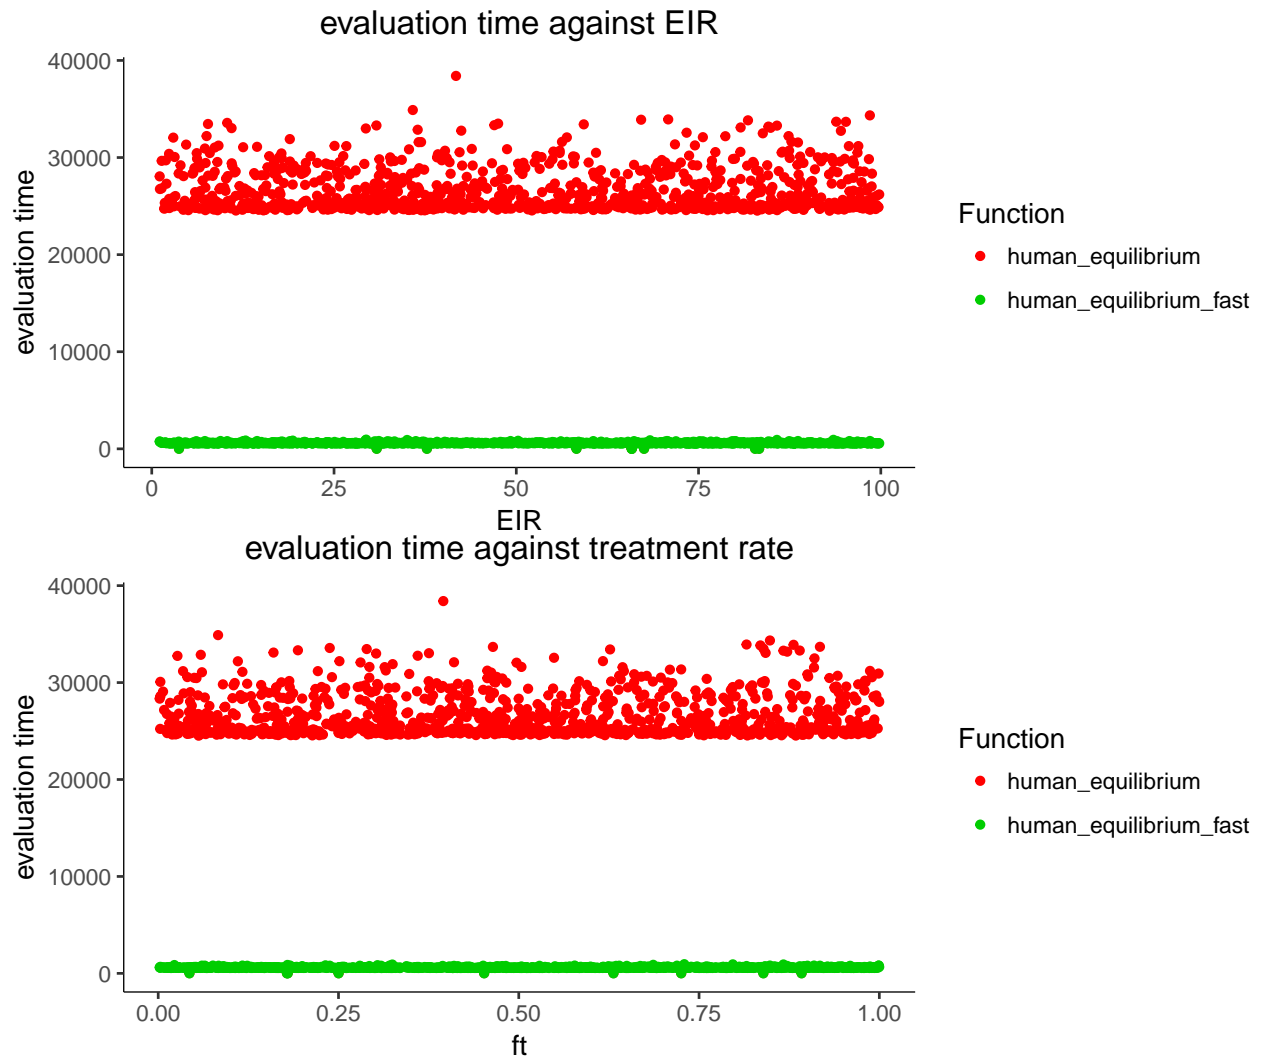 evaluation time against EIR
40000
30000
20000
10000
0
evaluation time
0 25 50 75 100
EIR
Function
human_equilibrium
human_equilibrium_fast
evaluation time against treatment rate
40000
30000
20000
10000
0
evaluation time
0.00 0.25 0.50 0.75 1.00
ft
Function
human_equilibrium
human_equilibrium_fast